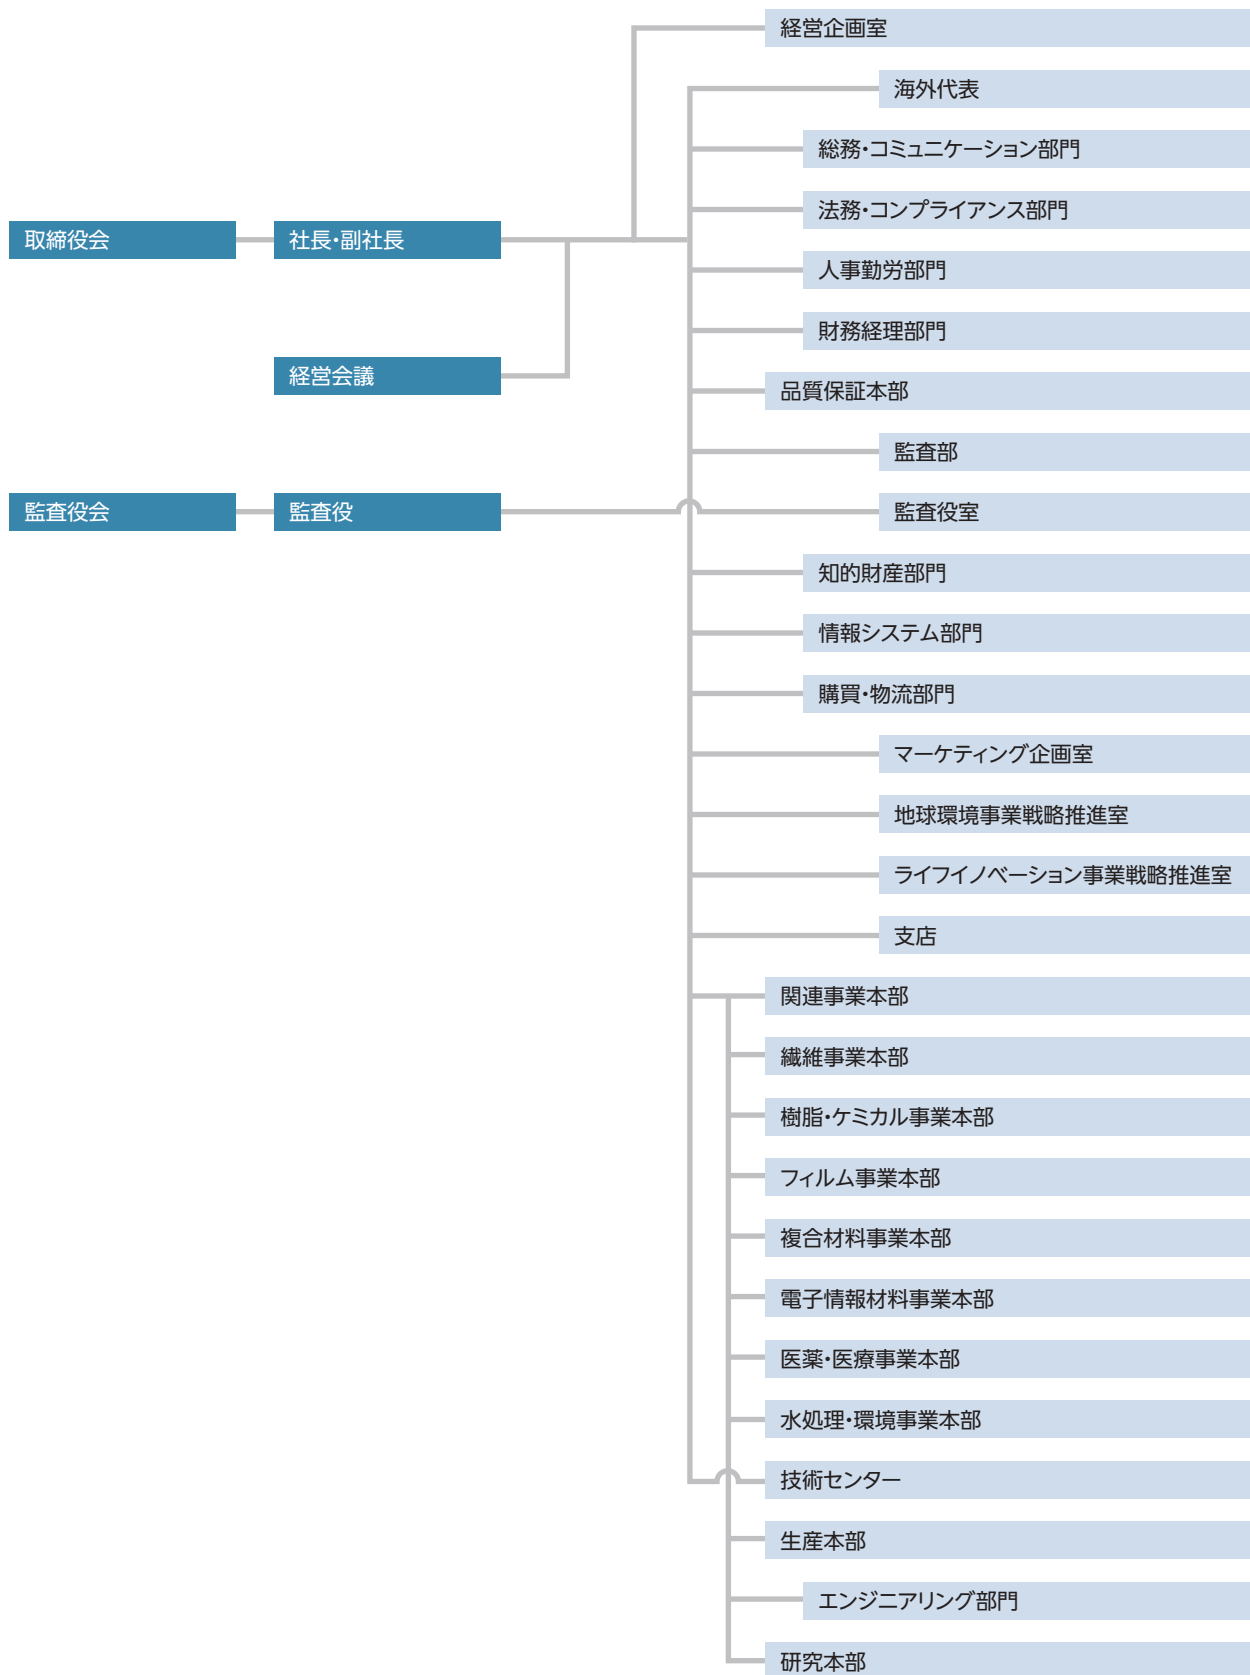 取締役会
社長・副社長
経営会議
監査役会
監査役
経営企画室
海外代表
総務・コミュニケーション部門
法務・コンプライアンス部門
人事勤労部門
財務経理部門
品質保証本部
監査部
監査役室
知的財産部門
情報システム部門
購買・物流部門
マーケティング企画室
地球環境事業戦略推進室
ライフイノベーション事業戦略推進室
支店
関連事業本部
繊維事業本部
樹脂・ケミカル事業本部
フィルム事業本部
複合材料事業本部
電子情報材料事業本部
医薬・医療事業本部
水処理・環境事業本部
技術センター
生産本部
エンジニアリング部門
研究本部